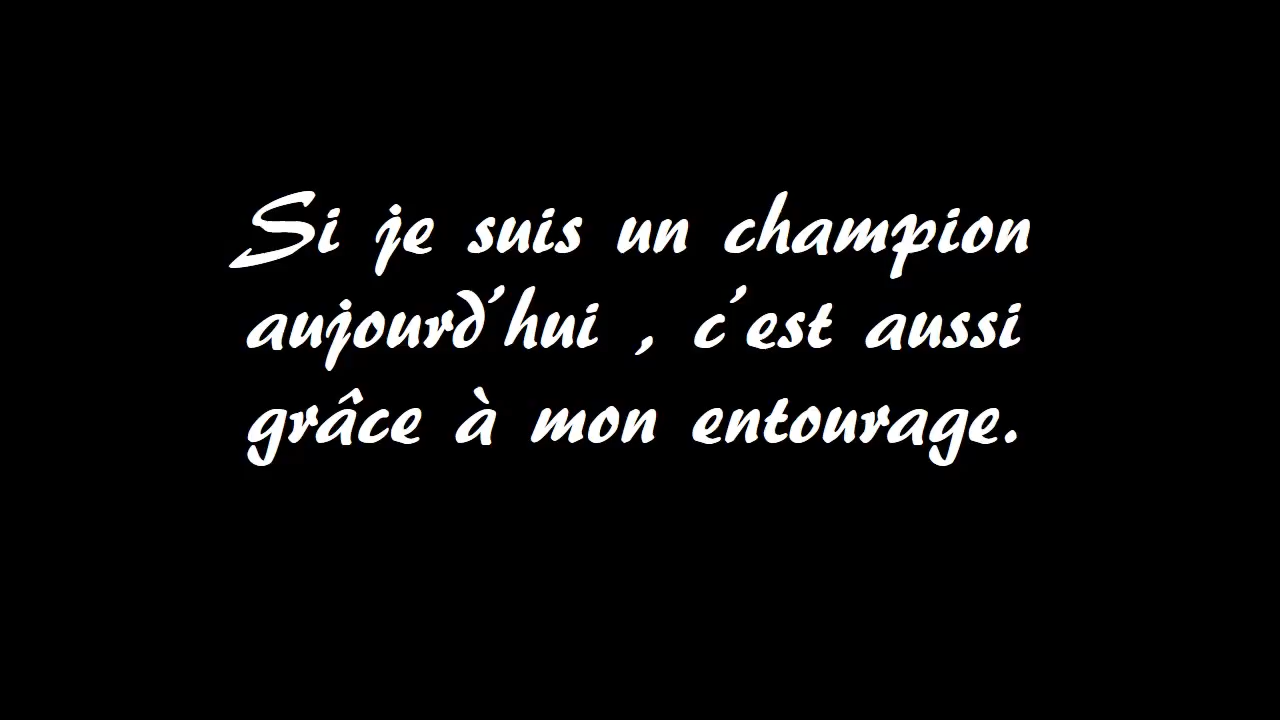 Si je suis un champion
aujourd'hui , c'est aussi
grâce à mon entourage.